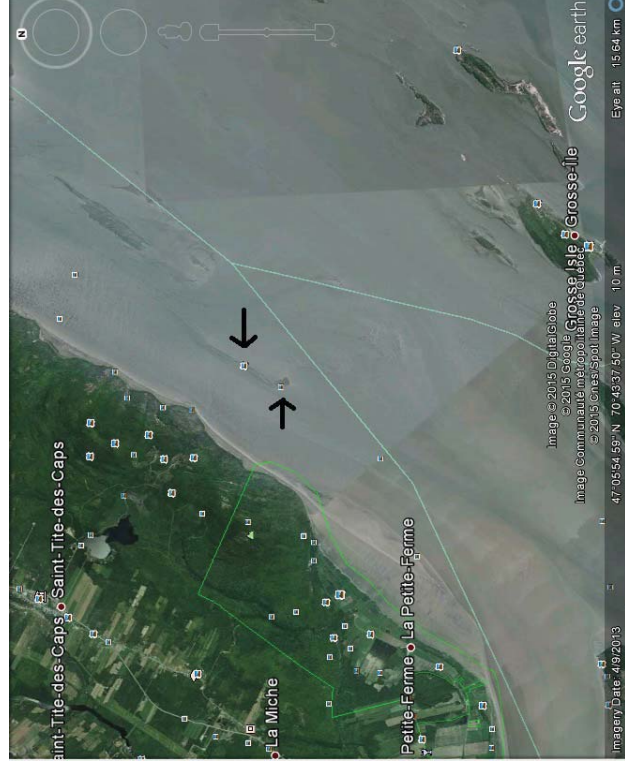 N
aint-Tite-des-Caps Saint-Tite-des-Caps
La Miche
Petite-Ferme La Petite-Ferme
Grosse Isle Grosse-Île
Image © 2015 DigitalGlobe
© 2015 Google
Image Communauté métropolitaine de Québec
© 2015 Cnes/Spot Image
Google earth
Imagery Date: 4/9/2013 47°05'54.59" N 70°43'37.50" W elev 10 m Eye alt 15.64 km